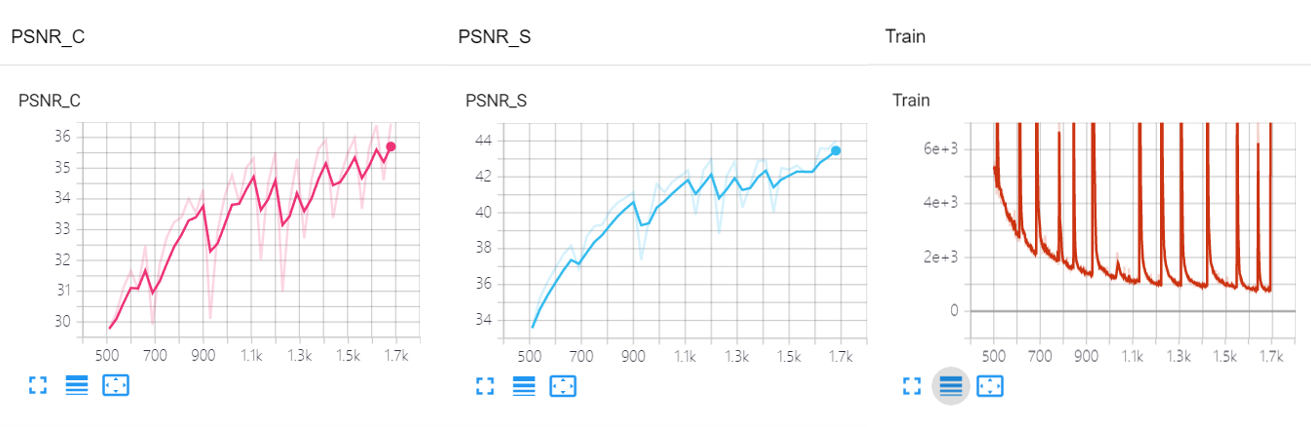 PSNR_C
PSNR_S
Train
PSNR_C
36
35
34
33
32
31
30
500 700 900 1.1k 1.3k 1.5k 1.7k
PSNR_S
44
42
40
38
36
34
500 700 900 1.1k 1.3k 1.5k 1.7k
Train
6e+3
4e+3
2e+3
0
500 700 900 1.1k 1.3k 1.5k 1.7k